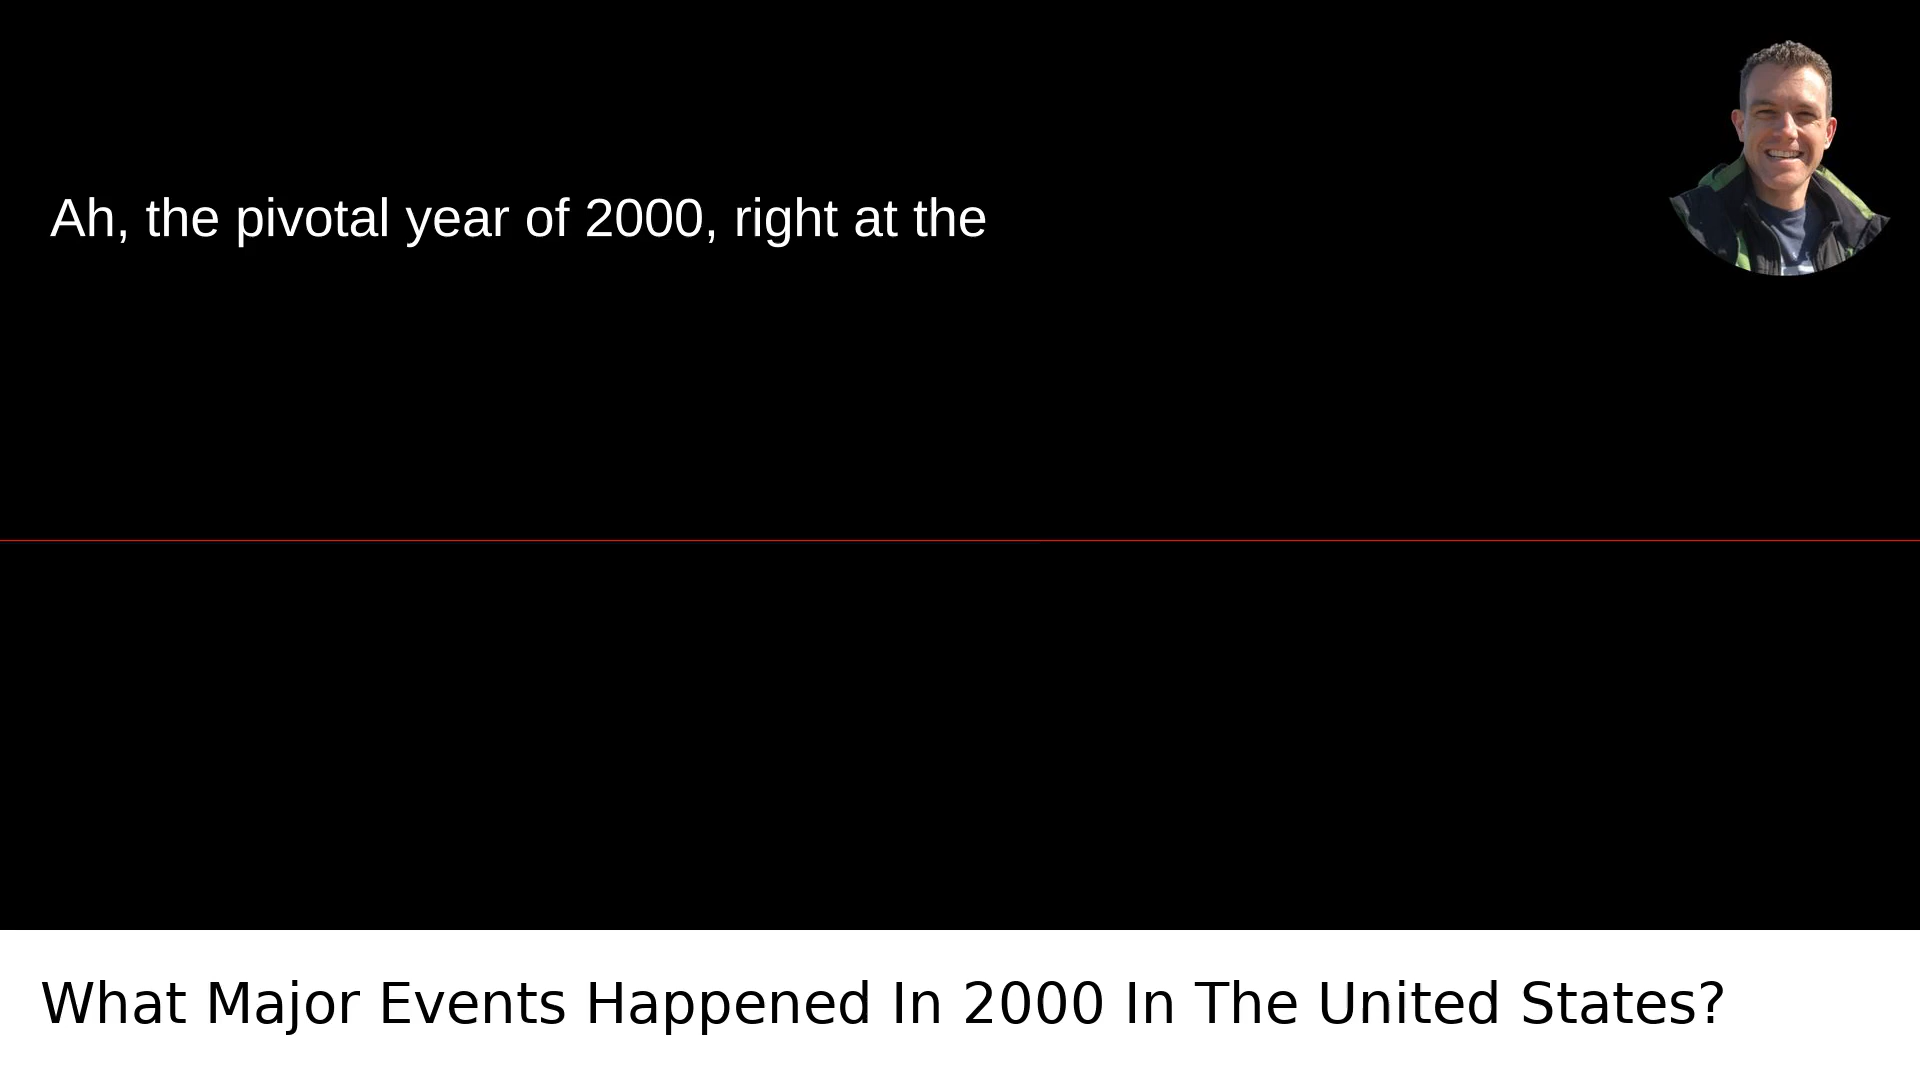 Ah, the pivotal year of 2000, right at the
What Major Events Happened In 2000 In The United States?